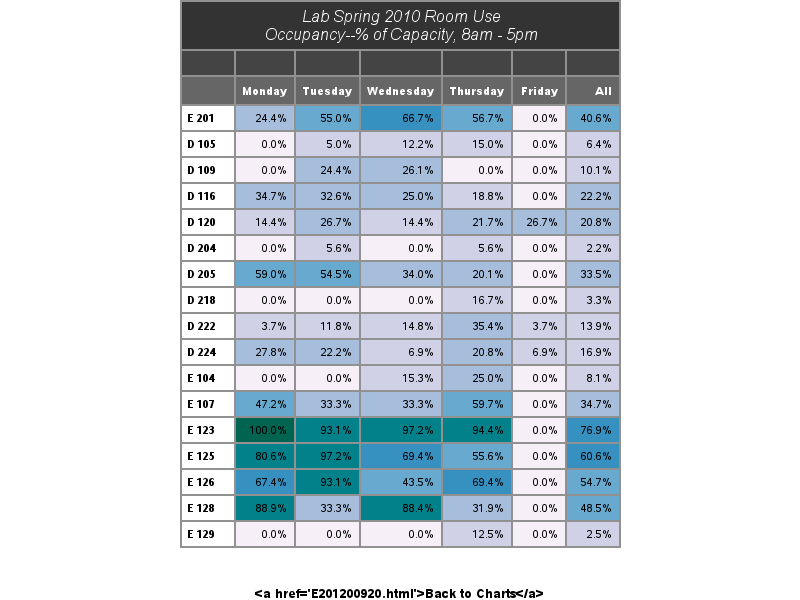 Lab Spring 2010 Room Use
Occupancy--% of Capacity, 8am - 5pm
Monday Tuesday Wednesday Thursday Friday All
E 201 24.4% 55.0% 66.7% 56.7% 0.0% 40.6%
D 105 0.0% 5.0% 12.2% 15.0% 0.0% 6.4%
D 109 0.0% 24.4% 26.1% 0.0% 0.0% 10.1%
D 116 34.7% 32.6% 25.0% 18.8% 0.0% 22.2%
D 120 14.4% 26.7% 14.4% 21.7% 26.7% 20.8%
D 204 0.0% 5.6% 0.0% 5.6% 0.0% 2.2%
D 205 59.0% 54.5% 34.0% 20.1% 0.0% 33.5%
D 218 0.0% 0.0% 0.0% 16.7% 0.0% 3.3%
D 222 3.7% 11.8% 14.8% 35.4% 3.7% 13.9%
D 224 27.8% 22.2% 6.9% 20.8% 6.9% 16.9%
E 104 0.0% 0.0% 15.3% 25.0% 0.0% 8.1%
E 107 47.2% 33.3% 33.3% 59.7% 0.0% 34.7%
E 123 100.0% 93.1% 97.2% 94.4% 0.0% 76.9%
E 125 80.6% 97.2% 69.4% 55.6% 0.0% 60.6%
E 126 67.4% 93.1% 43.5% 69.4% 0.0% 54.7%
E 128 88.9% 33.3% 88.4% 31.9% 0.0% 48.5%
E 129 0.0% 0.0% 0.0% 12.5% 0.0% 2.5%
<a href='E201200920.html'>Back to Charts</a>